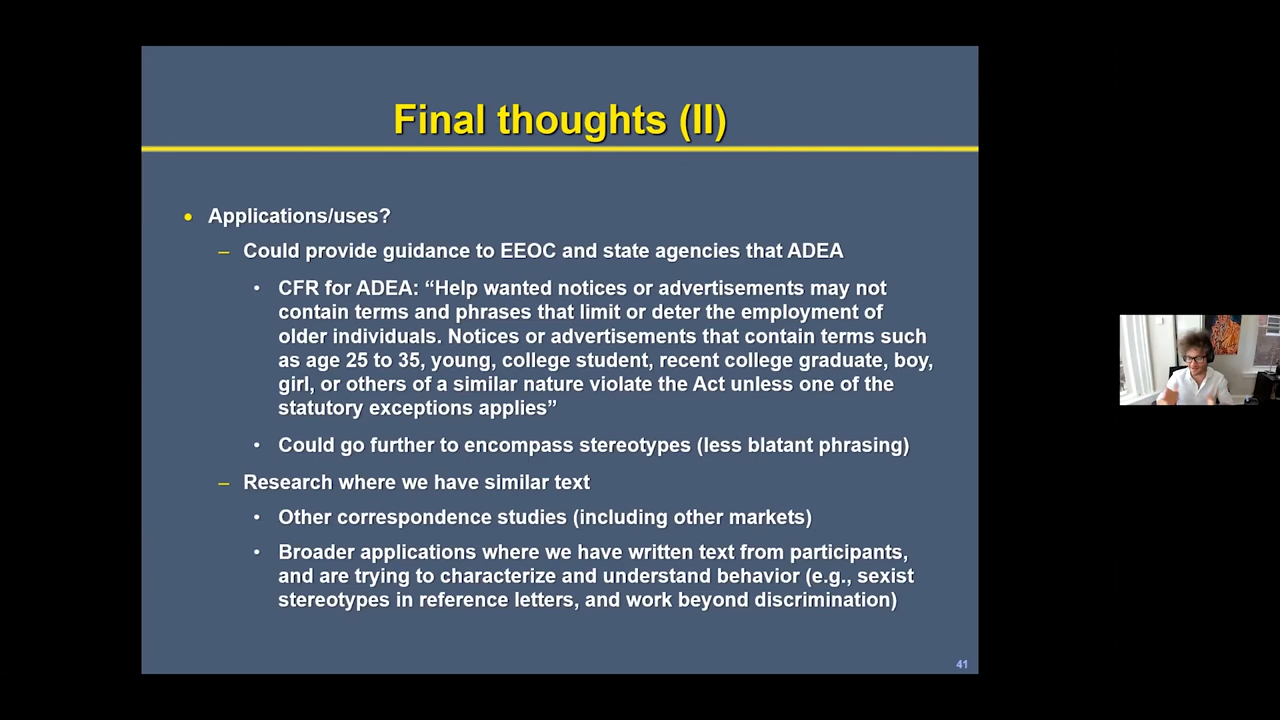 Final thoughts (II)
• Applications/uses?
– Could provide guidance to EEOC and state agencies that ADEA
• CFR for ADEA: “Help wanted notices or advertisements may not
contain terms and phrases that limit or deter the employment of
older individuals. Notices or advertisements that contain terms such
as age 25 to 35, young, college student, recent college graduate, boy,
girl, or others of a similar nature violate the Act unless one of the
statutory exceptions applies”
• Could go further to encompass stereotypes (less blatant phrasing)
– Research where we have similar text
• Other correspondence studies (including other markets)
• Broader applications where we have written text from participants,
and are trying to characterize and understand behavior (e.g., sexist
stereotypes in reference letters, and work beyond discrimination)
41